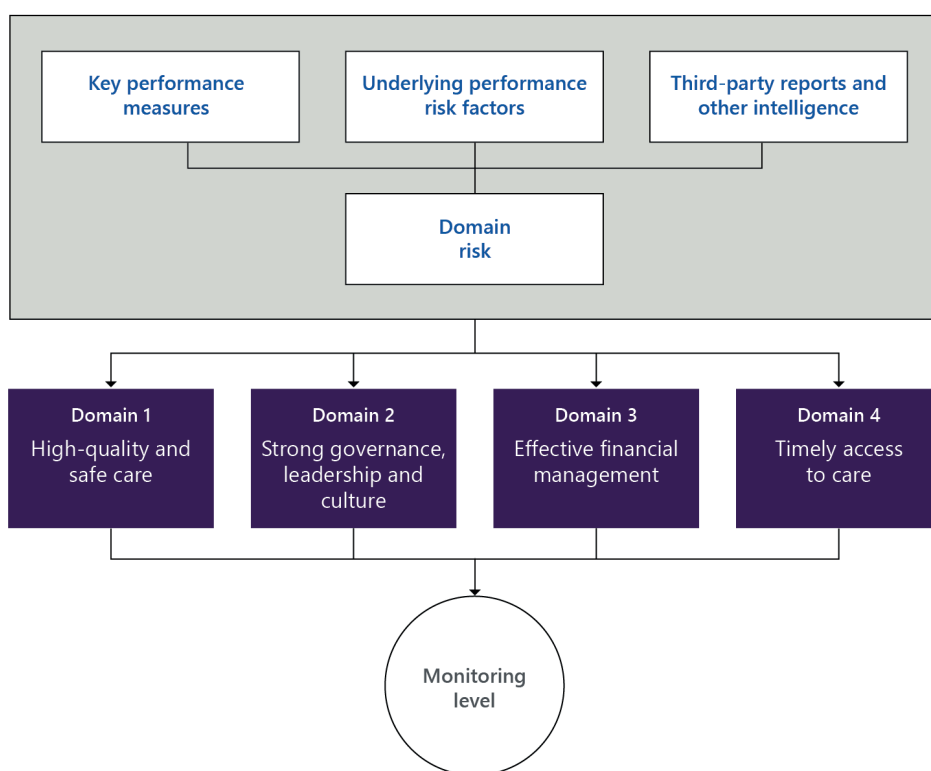 Key performance
measures
Underlying performance
risk factors
Third-party reports and
other intelligence
Domain
risk
Domain 1
High-quality and
safe care
Domain 2
Strong governance,
leadership and
culture
Domain 3
Effective financial
management
Domain 4
Timely access
to care
Monitoring
level